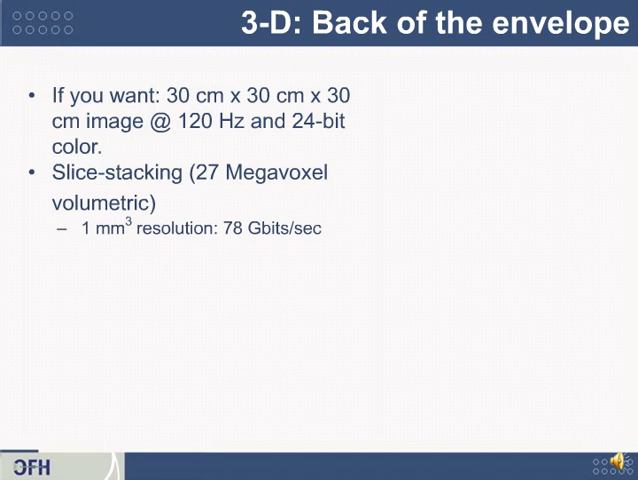 3-D: Back of the envelope
• If you want: 30 cm x 30 cm x 30
cm image @ 120 Hz and 24-bit
color.
• Slice-stacking (27 Megavoxel
volumetric)
– 1 mm³ resolution: 78 Gbits/sec
OFH